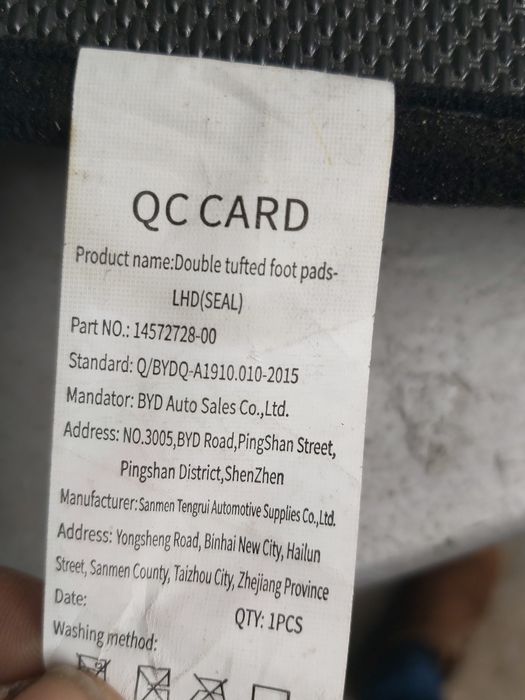 QC CARD
Product name:Double tufted foot pads-
LHD(SEAL)
Part NO.: 14572728-00
Standard: Q/BYDQ-A1910.010-2015
Mandator: BYD Auto Sales Co.,Ltd.
Address: NO.3005,BYD Road,PingShan Street,
Pingshan District,ShenZhen
Manufacturer:Sanmen Tengrui Automotive Supplies Co.,Ltd.
Address: Yongsheng Road, Binhai New City, Hailun
Street, Sanmen County, Taizhou City, Zhejiang Province
Date:
QTY: 1PCS
Washing method: